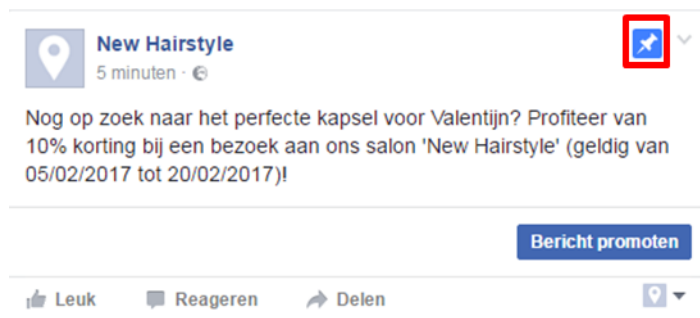 New Hairstyle
5 minuten ·
Nog op zoek naar het perfecte kapsel voor Valentijn? Profiteer van
10% korting bij een bezoek aan ons salon 'New Hairstyle' (geldig van
05/02/2017 tot 20/02/2017)!
Bericht promoten
Leuk Reageren Delen